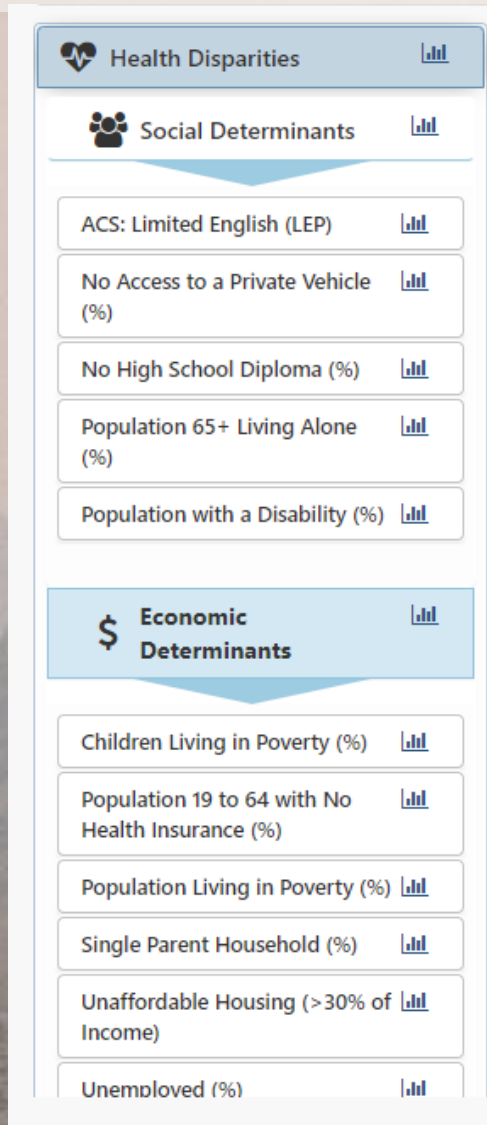 Health Disparities
Social Determinants
ACS: Limited English (LEP)
No Access to a Private Vehicle
(%)
No High School Diploma (%)
Population 65+ Living Alone
(%)
Population with a Disability (%)
$ Economic
Determinants
Children Living in Poverty (%)
Population 19 to 64 with No
Health Insurance (%)
Population Living in Poverty (%)
Single Parent Household (%)
Unaffordable Housing (>30% of
Income)
Unemployed (%)